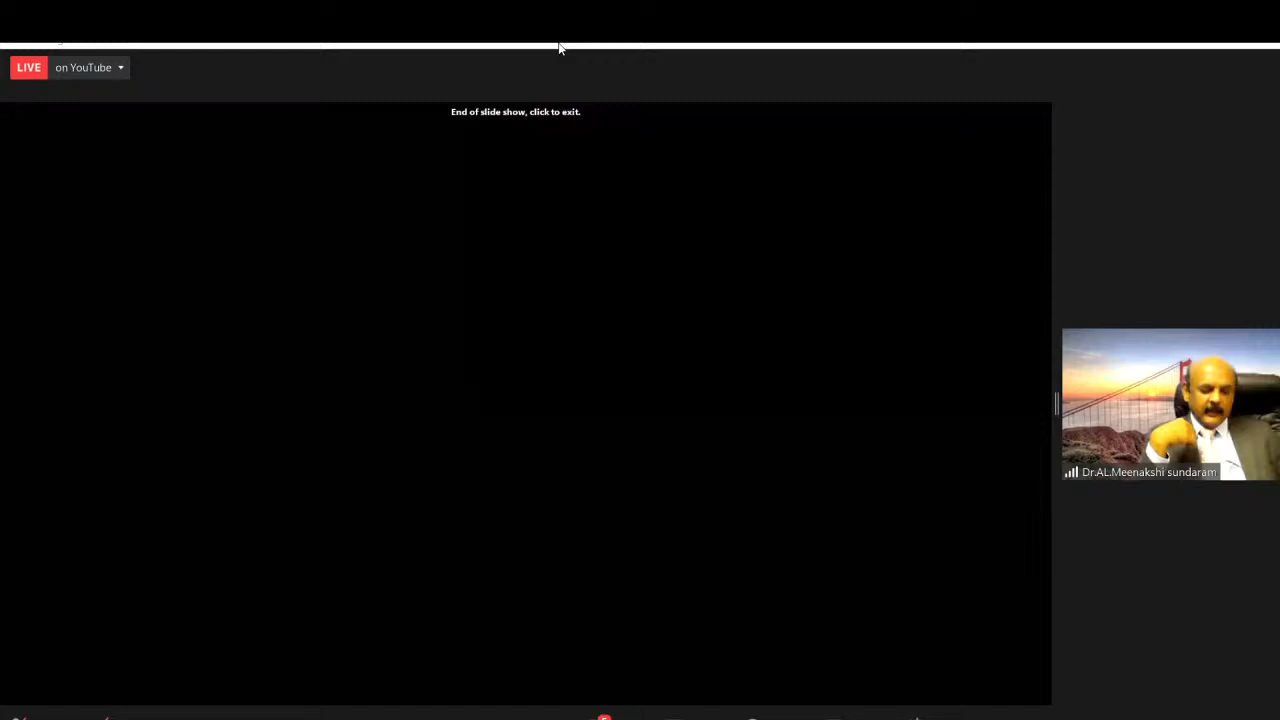 LIVE
on YouTube
End of slide show, click to exit.
Dr.AL.Meenakshi sundaram